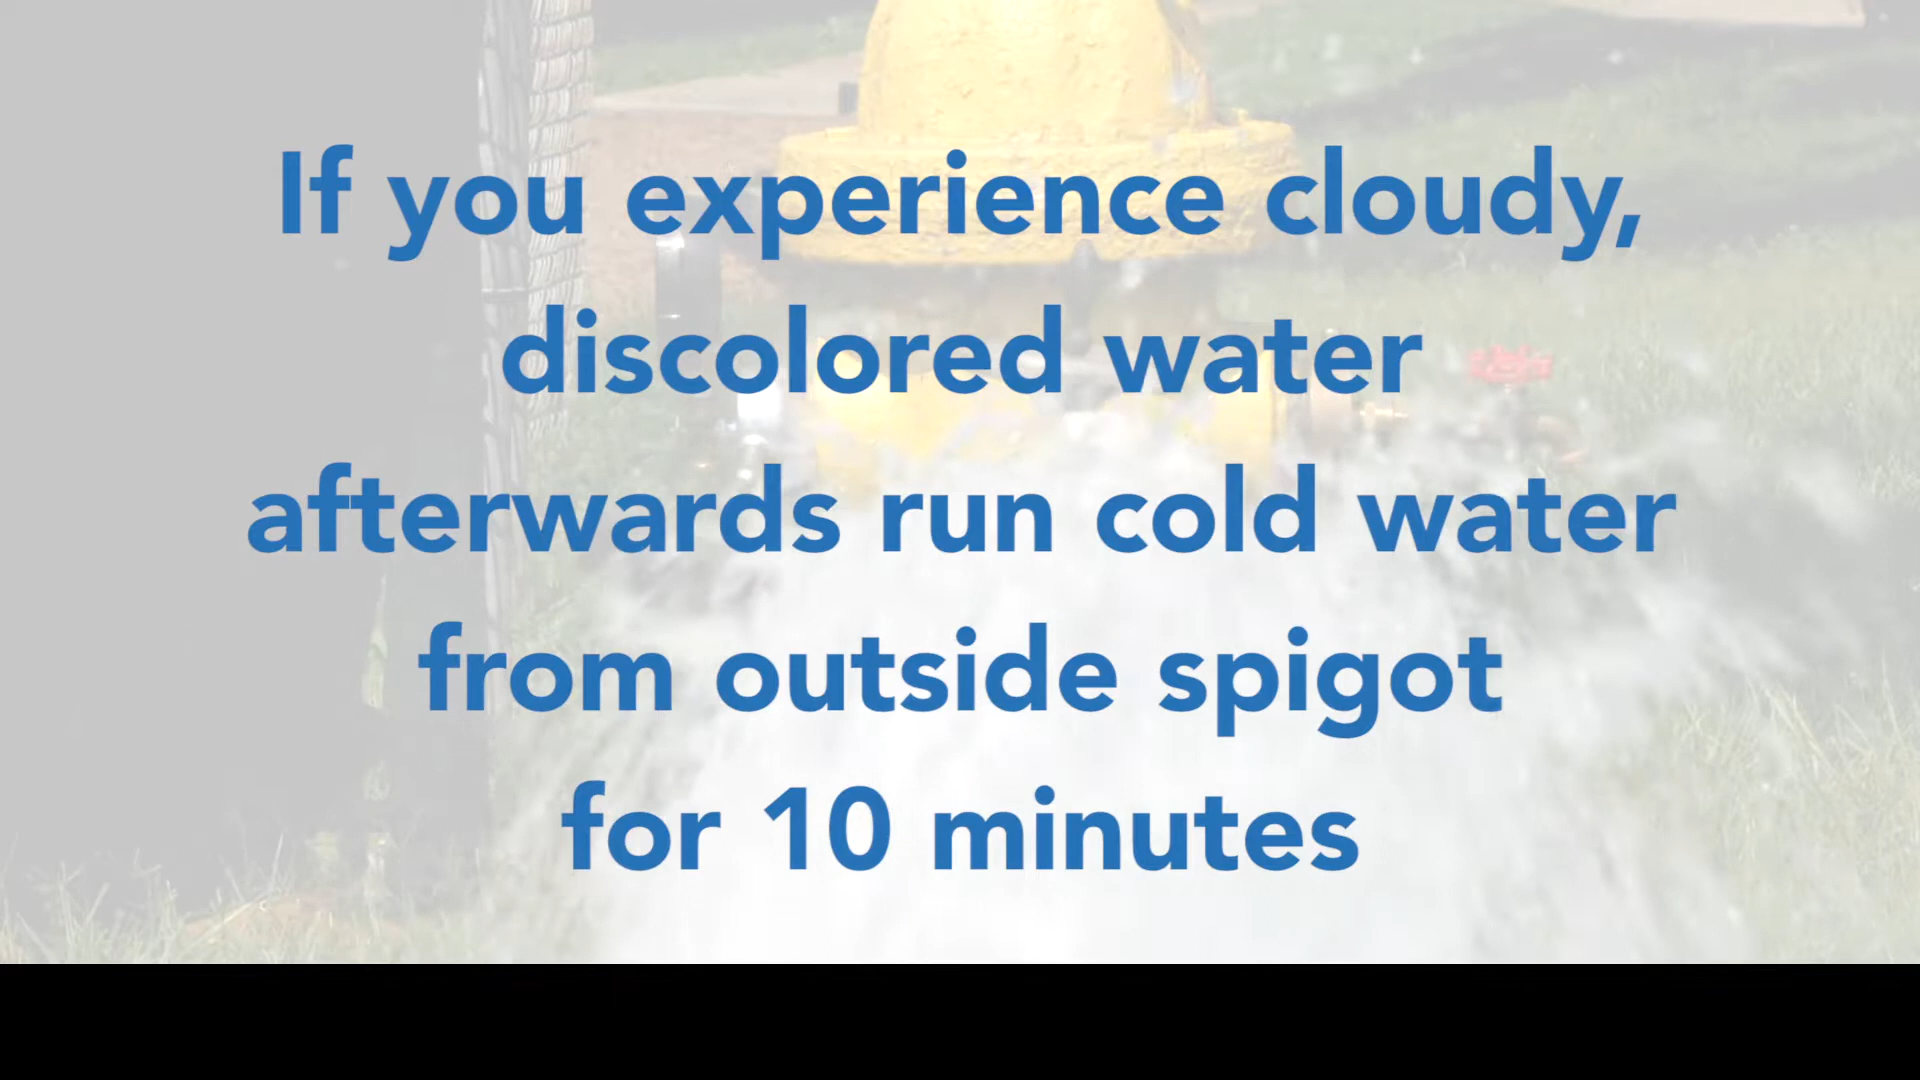 If you experience cloudy,
discolored water
afterwards run cold water
from outside spigot
for 10 minutes